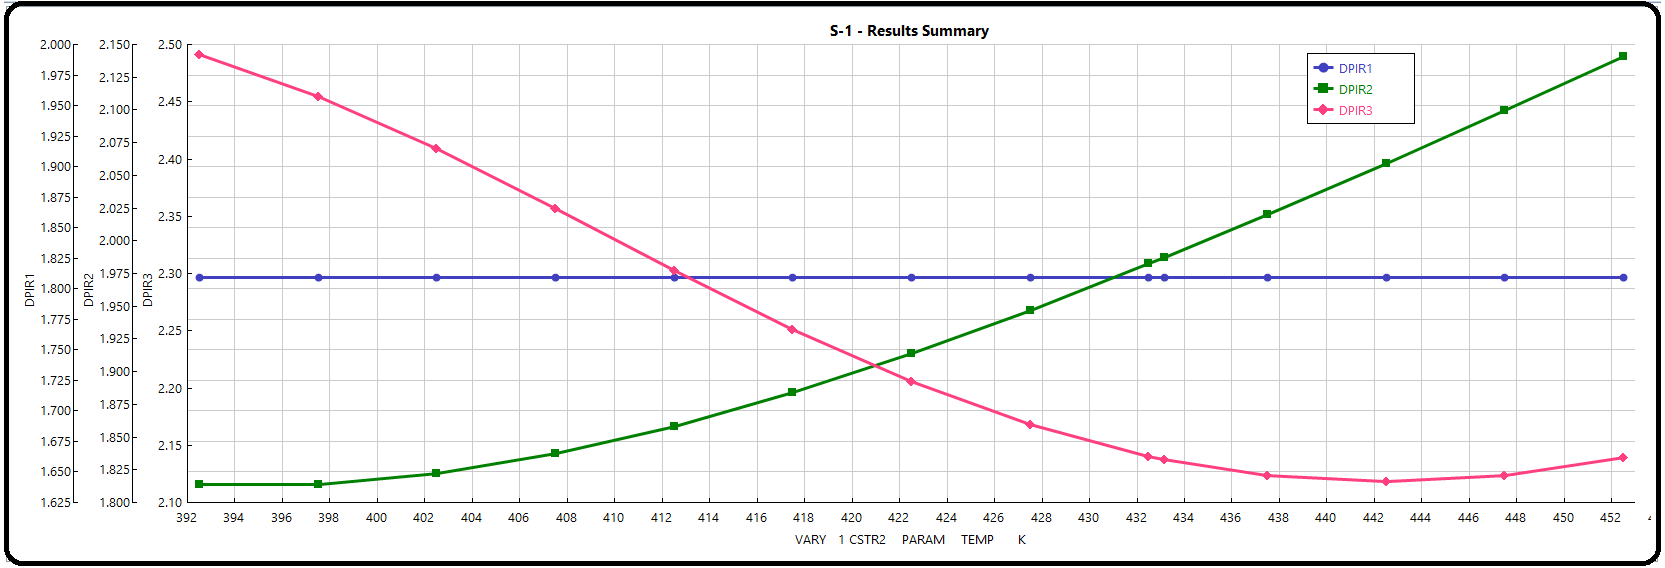 S-1 - Results Summary
2.000 2.150 2.50
1.975 2.125 2.45
1.950 2.100 2.40
1.925 2.075 2.35
1.900 2.050 2.30
1.875 2.025 2.25
1.850 2.000 2.20
1.825 1.975 2.15
1.800 1.950 2.10
1.775 1.925
1.750 1.900
1.725 1.875
1.700 1.850
1.675 1.825
1.650 1.800
1.625
DPIR1
DPIR2
DPIR3
DPIR1
DPIR2
DPIR3
392 394 396 398 400 402 404 406 408 410 412 414 416 418 420 422 424 426 428 430 432 434 436 438 440 442 444 446 448 450 452
VARY 1 CSTR2 PARAM TEMP K